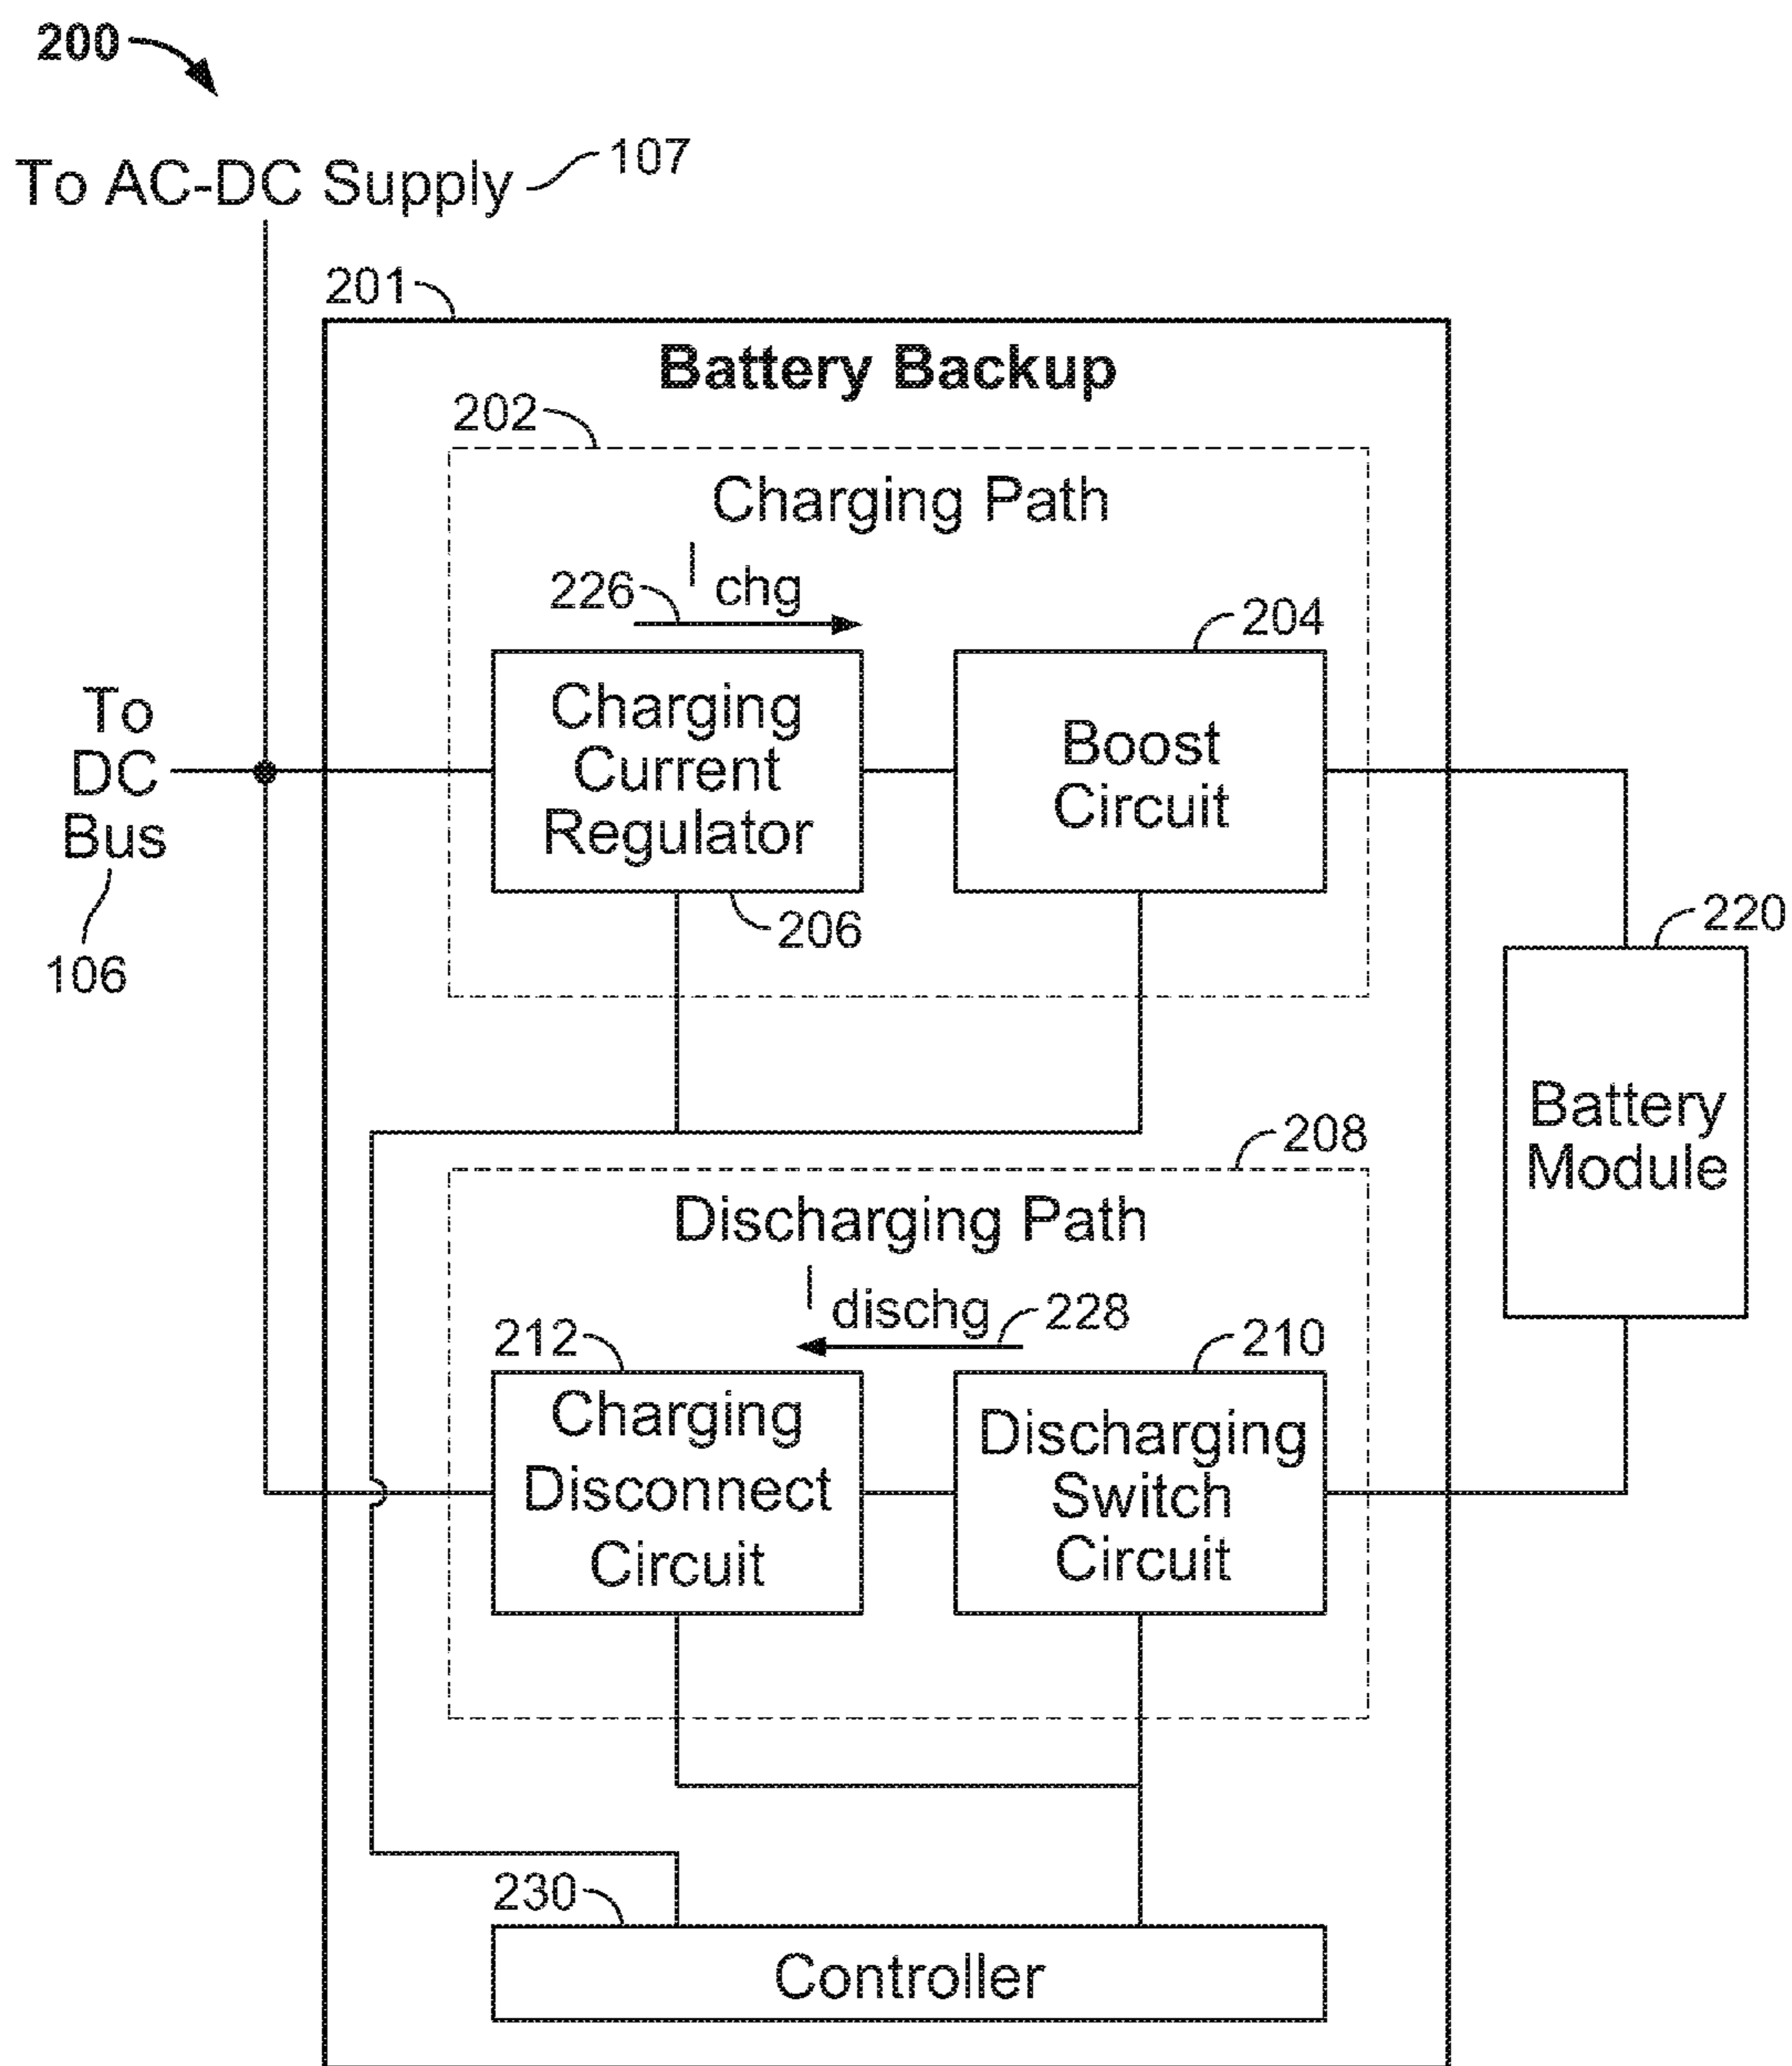 200
To AC-DC Supply 107
201
Battery Backup
202
Charging Path
I chg
226
204
Charging
Current
Regulator
Boost
Circuit
To
DC
Bus
106
206
220
Battery
Module
208
Discharging Path
I dischg
228
212
210
Charging
Disconnect
Circuit
Discharging
Switch
Circuit
230
Controller